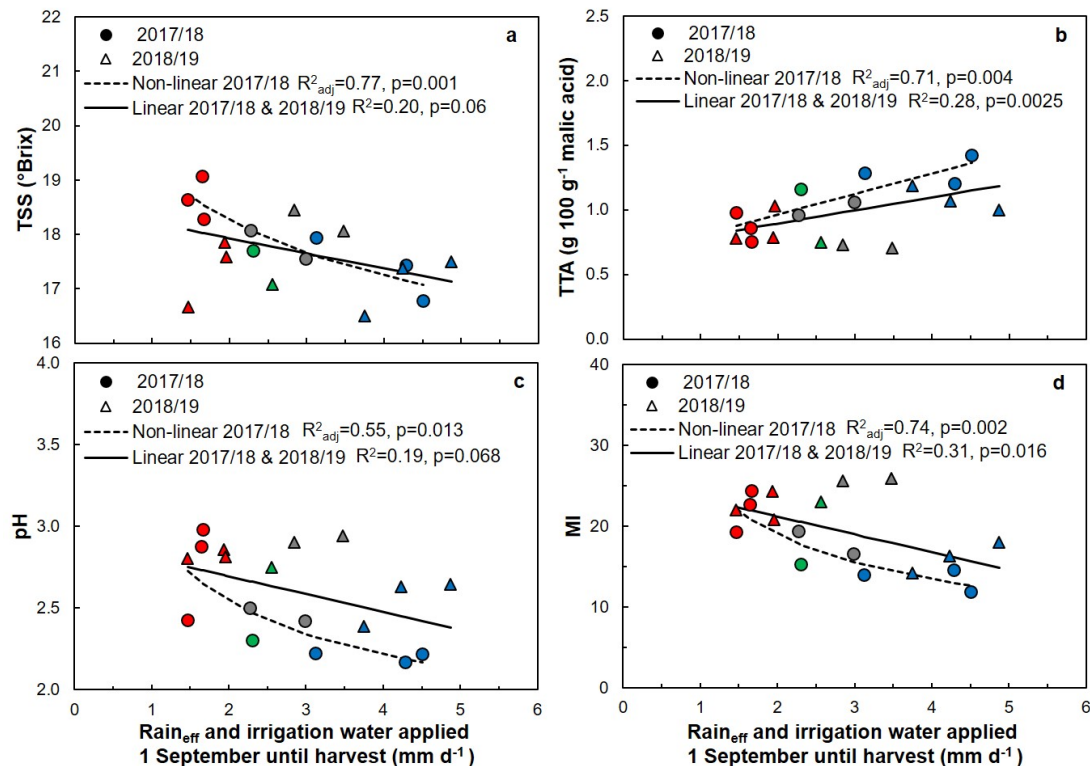 a
2017/18
2018/19
Non-linear 2017/18 R²adj=0.77, p=0.001
Linear 2017/18 & 2018/19 R²=0.20, p=0.06
TSS (°Brix)
22
21
20
19
18
17
16
b
2017/18
2018/19
Non-linear 2017/18 R²adj=0.71, p=0.004
Linear 2017/18 & 2018/19 R²=0.28, p=0.0025
TTA (g 100 g⁻¹ malic acid)
2.5
2.0
1.5
1.0
0.5
0.0
c
2017/18
2018/19
Non-linear 2017/18 R²adj=0.55, p=0.013
Linear 2017/18 & 2018/19 R²=0.19, p=0.068
pH
4.0
3.5
3.0
2.5
2.0
0 1 2 3 4 5 6
Raineff and irrigation water applied
1 September until harvest (mm d⁻¹)
d
2017/18
2018/19
Non-linear 2017/18 R²adj=0.74, p=0.002
Linear 2017/18 & 2018/19 R²=0.31, p=0.016
MI
40
30
20
10
0
0 1 2 3 4 5 6
Raineff and irrigation water applied
1 September until harvest (mm d⁻¹)